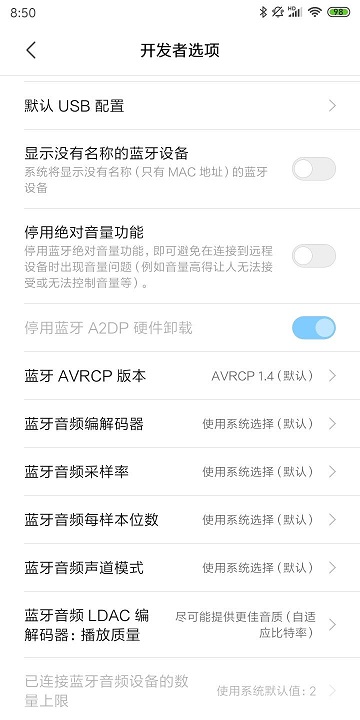 8:50
HD
98
开发者选项
默认 USB 配置
显示没有名称的蓝牙设备
系统将显示没有名称（只有 MAC 地址）的蓝牙
设备
停用绝对音量功能
停用蓝牙绝对音量功能，即可避免在连接到远程
设备时出现音量问题（例如音量高得让人无法接
受或无法控制音量等）。
停用蓝牙 A2DP 硬件卸载
蓝牙 AVRCP 版本
AVRCP 1.4（默认）
蓝牙音频编解码器
使用系统选择（默认）
蓝牙音频采样率
使用系统选择（默认）
蓝牙音频每样本位数
使用系统选择（默认）
蓝牙音频声道模式
使用系统选择（默认）
蓝牙音频 LDAC 编
解码器：播放质量
尽可能提供更佳音质（自适
应比特率）
已连接蓝牙音频设备的数
量上限
使用系统默认值: 2